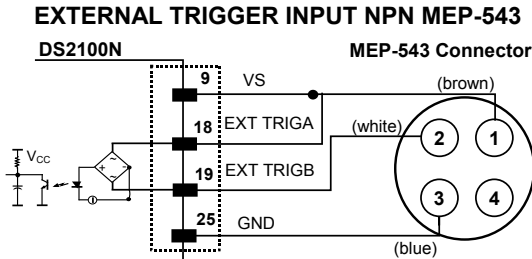 EXTERNAL TRIGGER INPUT NPN MEP-543
DS2100N MEP-543 Connector
9 VS (brown)
18 EXT TRIGA
(white) 2 1
VCC
19 EXT TRIGB
3 4
25 GND
(blue)